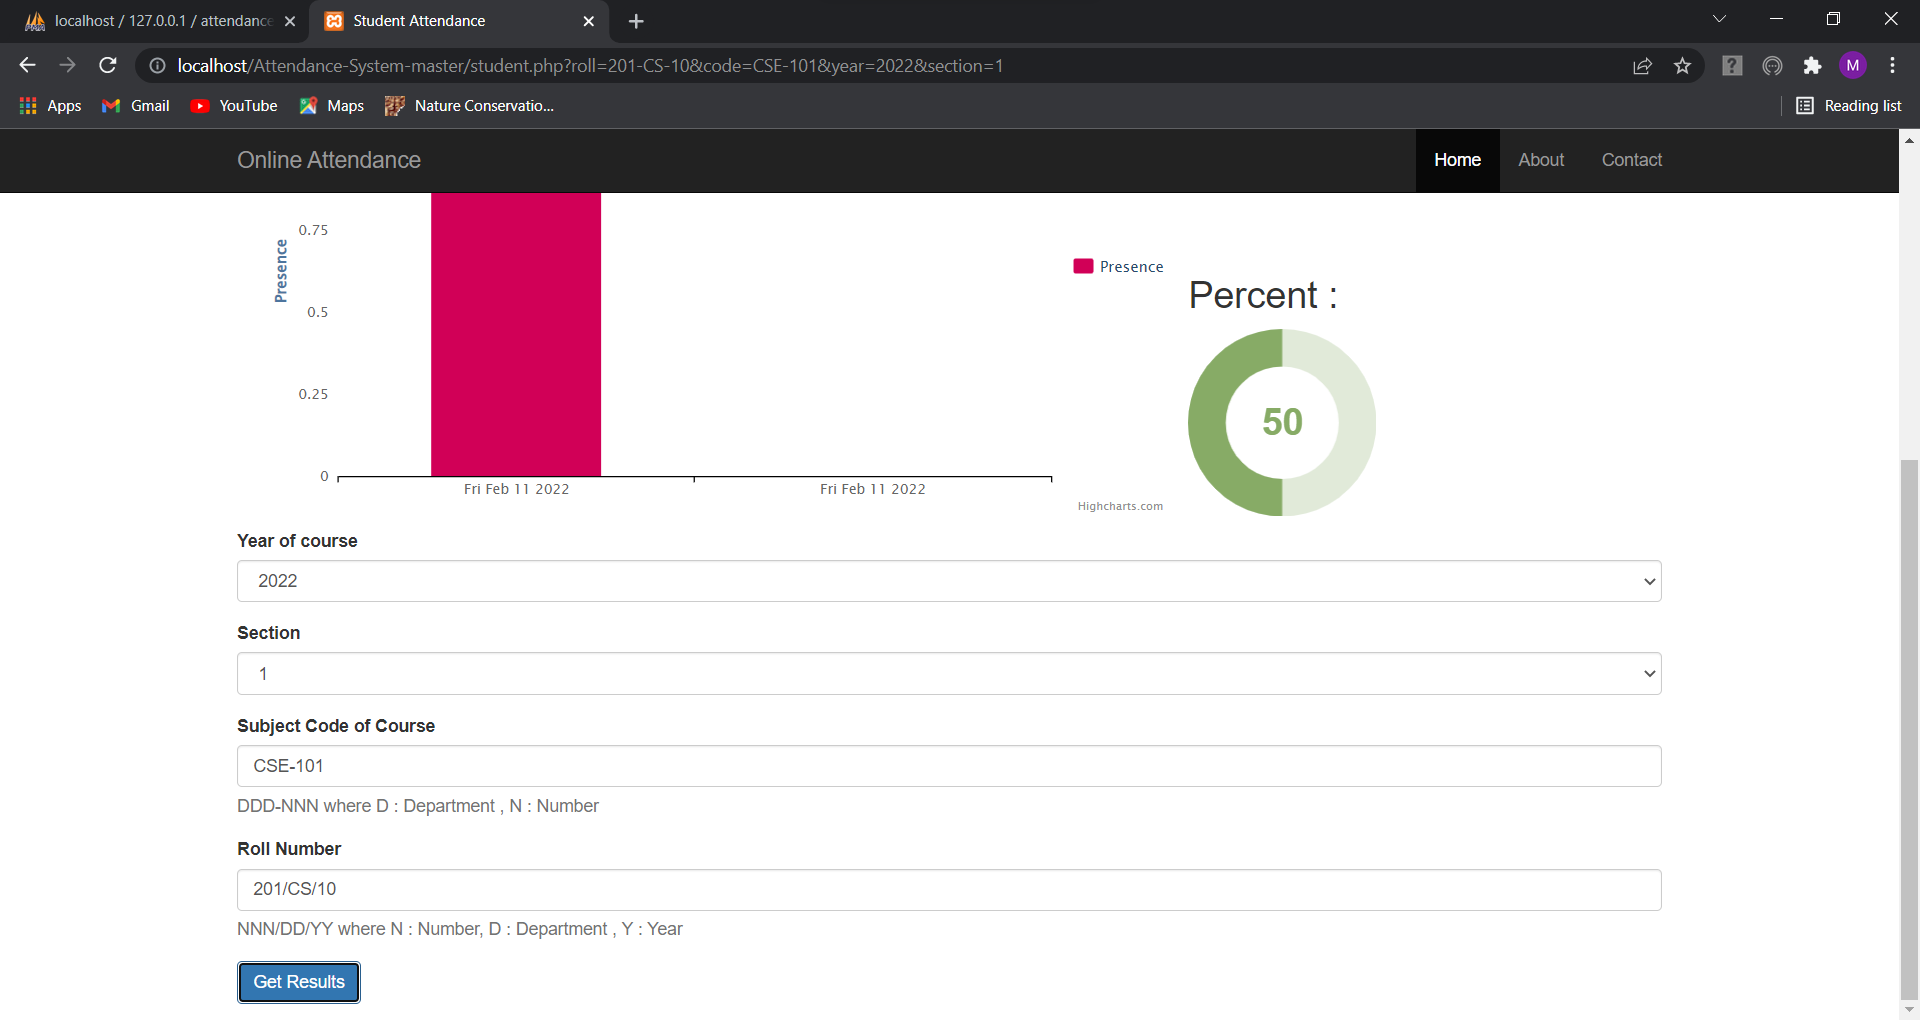 localhost / 127.0.0.1 / attendance
Student Attendance
localhost/Attendance-System-master/student.php?roll=201-CS-10&code=CSE-101&year=2022&section=1
M
Apps
Gmail
YouTube
Maps
Nature Conservatio...
Reading list
Online Attendance
Home
About
Contact
Presence
0.75
0.5
0.25
0
Fri Feb 11 2022
Fri Feb 11 2022
Presence
Highcharts.com
Percent :
50
Year of course
2022
Section
1
Subject Code of Course
CSE-101
DDD-NNN where D : Department , N : Number
Roll Number
201/CS/10
NNN/DD/YY where N : Number, D : Department , Y : Year
Get Results